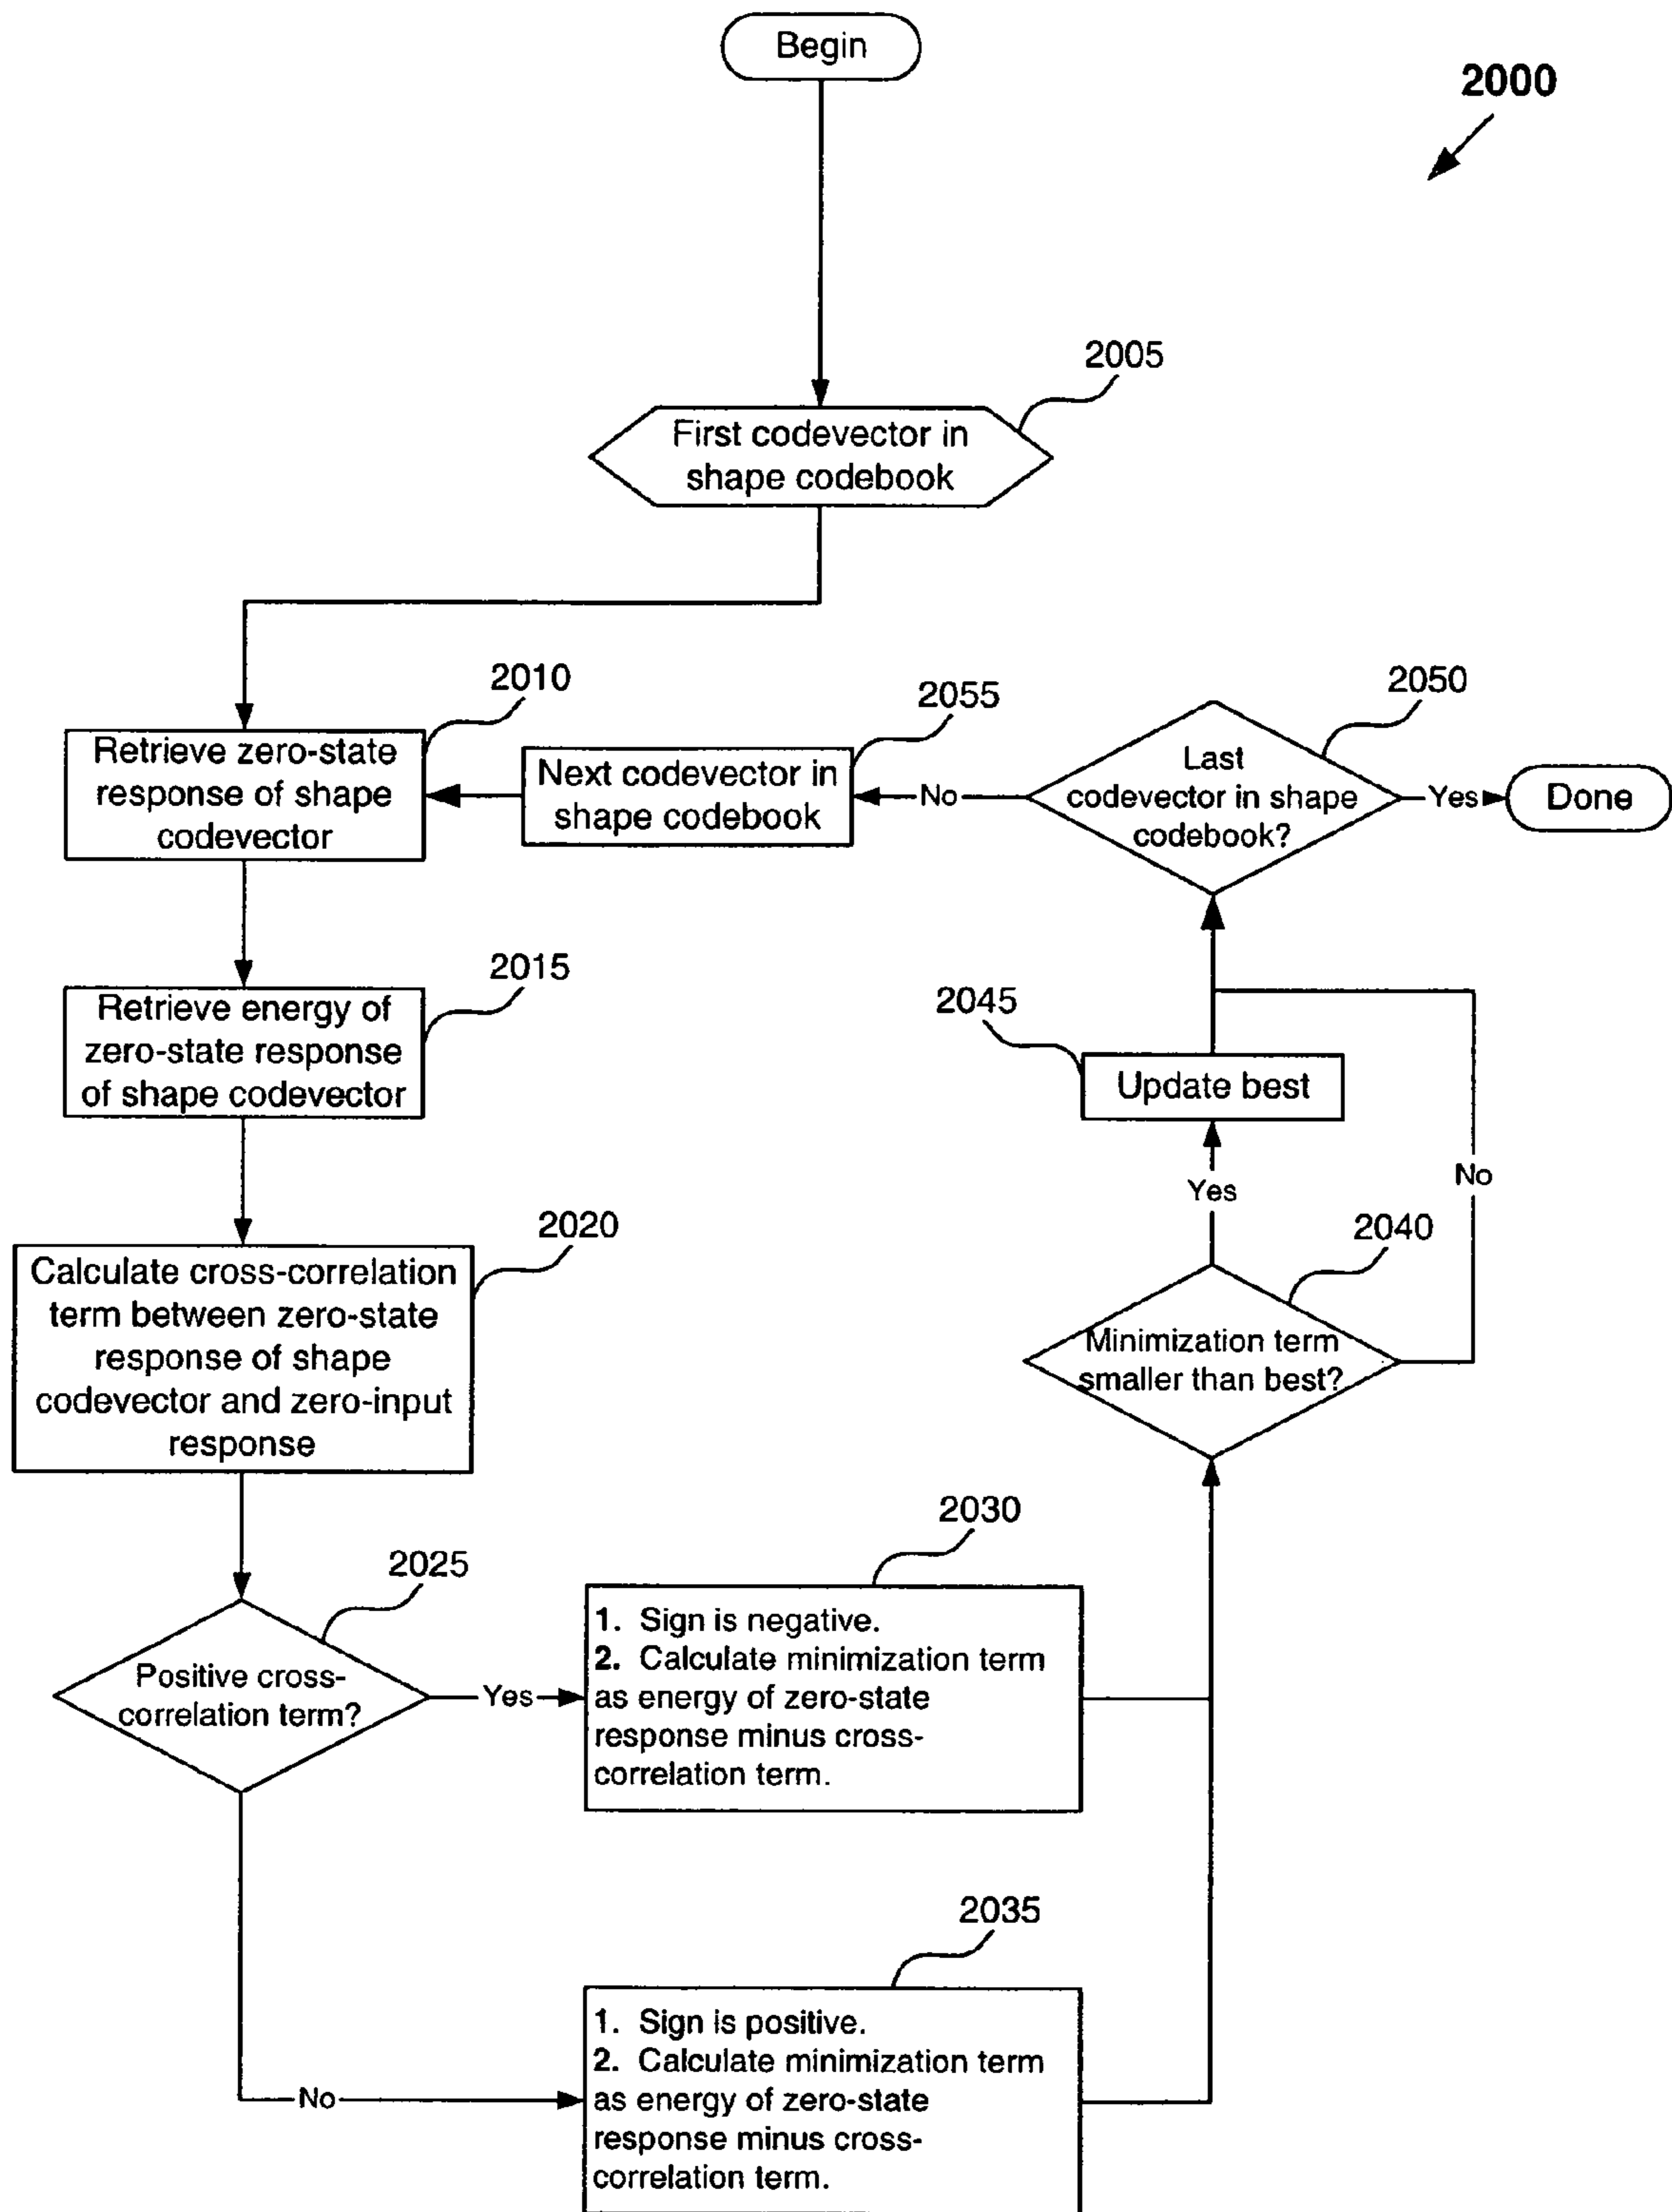 Begin
2000
2005
First codevector in
shape codebook
2010
Retrieve zero-state
response of shape
codevector
2055
Next codevector in
shape codebook
No
2050
Last
codevector in shape
codebook?
Yes
Done
2015
Retrieve energy of
zero-state response
of shape codevector
2045
Update best
Yes
No
2020
Calculate cross-correlation
term between zero-state
response of shape
codevector and zero-input
response
2040
Minimization term
smaller than best?
2025
Positive cross-
correlation term?
Yes
2030
1. Sign is negative.
2. Calculate minimization term
as energy of zero-state
response minus cross-
correlation term.
No
2035
1. Sign is positive.
2. Calculate minimization term
as energy of zero-state
response minus cross-
correlation term.